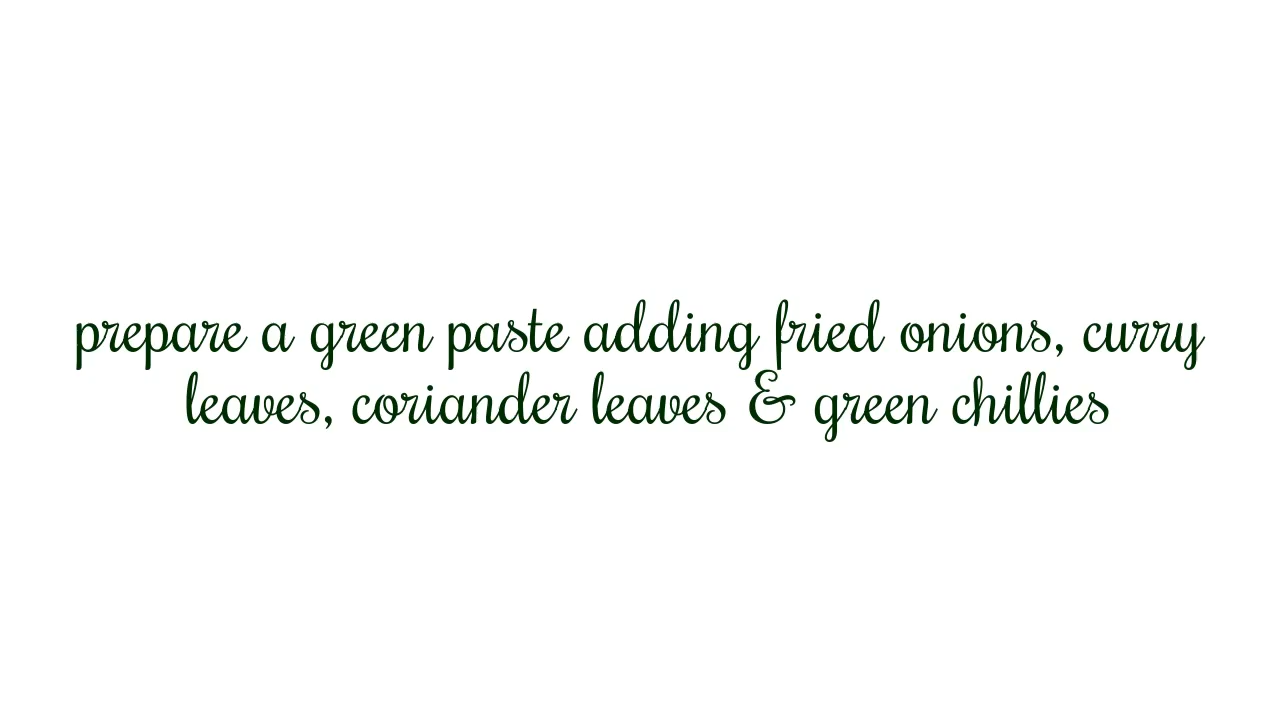 prepare a green paste adding fried onions, curry
leaves, coriander leaves & green chillies